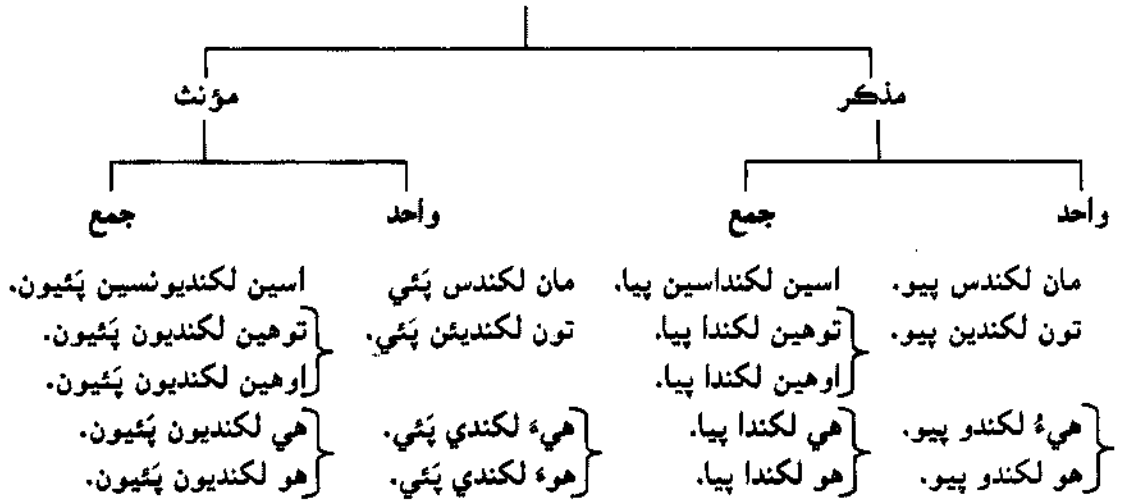 مذڪر مؤنث
واحد جمع واحد جمع
مان لکندس پيو. اسين لکنداسين پيا. مان لکندس پَئي اسين لکنديونسين پَئيون.
تون لکندين پيو. توهين لکندا پيا. تون لکنديئن پَئي. توهين لکنديون پَئيون.
اوهين لکندا پيا. اوهين لکنديون پَئيون.
هيءُ لکندو پيو. هي لکندا پيا. هيءَ لکندي پَئي. هي لکنديون پَئيون.
هو لکندو پيو. هو لکندا پيا. هوءَ لکندي پَئي. هو لکنديون پَئيون.